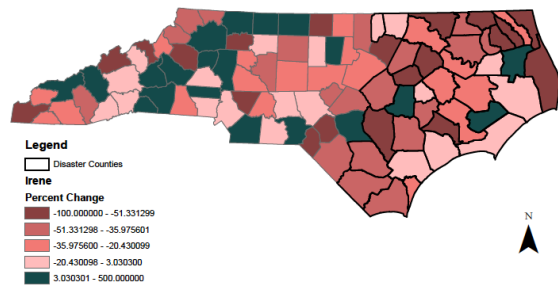 N
Legend
Disaster Counties
Irene
Percent Change
-100.000000 - -51.331299
-51.331298 - -35.975601
-35.975600 - -20.430099
-20.430098 - 3.030300
3.030301 - 500.000000